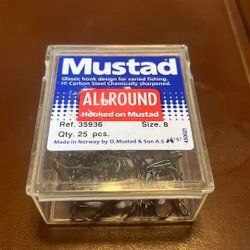 Mustad
Classic hook design for varied fishing.
Hi Carbon Steel Chemically sharpened.
ALLROUND
Hooked on Mustad
Ref. 35936 Size. 8
Qty. 25 pcs.
Made in Norway by O. Mustad & Son A.S